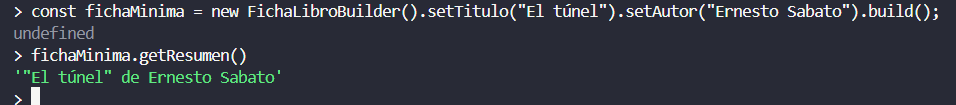 > const fichaMinima = new FichaLibroBuilder().setTitulo("El túnel").setAutor("Ernesto Sabato").build();
undefined
> fichaMinima.getResumen()
'"El túnel" de Ernesto Sabato'
>